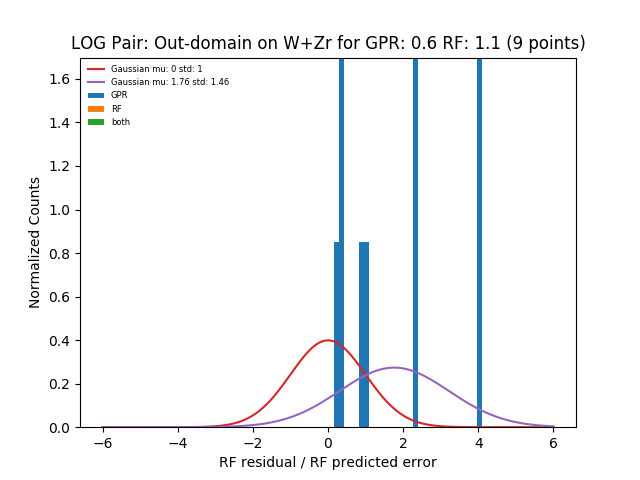 LOG Pair: Out-domain on W+Zr for GPR: 0.6 RF: 1.1 (9 points)
Gaussian mu: 0 std: 1
Gaussian mu: 1.76 std: 1.46
GPR
RF
both
Normalized Counts
1.6
1.4
1.2
1.0
0.8
0.6
0.4
0.2
0.0
−6 −4 −2 0 2 4 6
RF residual / RF predicted error